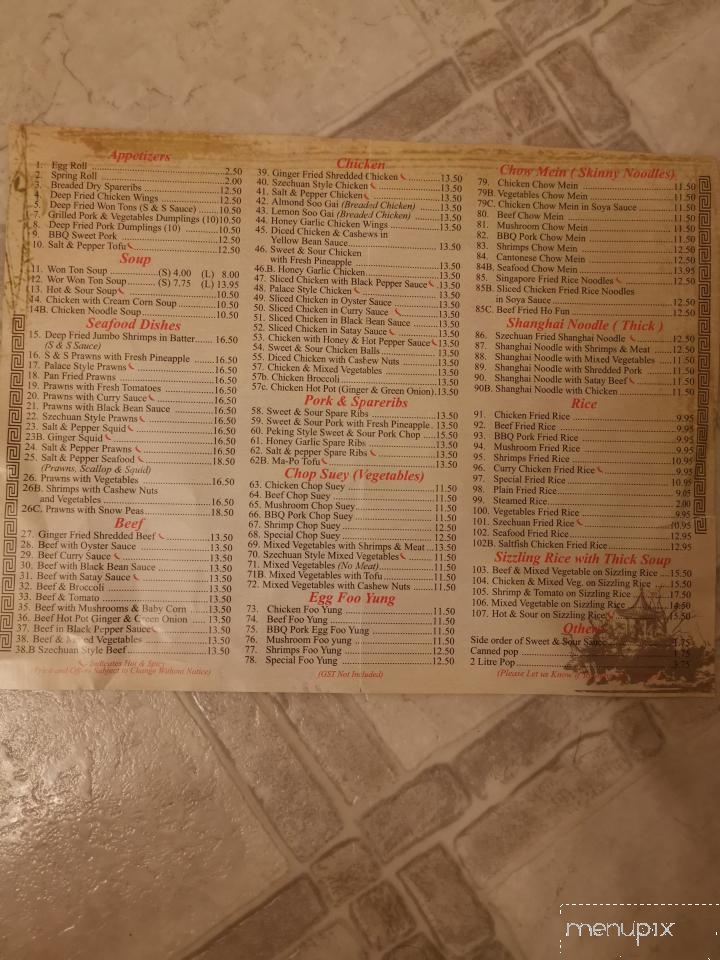 Appetizers
1. Egg Roll 2.50
2. Spring Roll 2.00
3. Breaded Dry Spareribs 12.50
4. Deep Fried Chicken Wings 12.50
5. Deep Fried Won Tons (S & S Sauce) 10.50
7. Grilled Pork & Vegetables Dumplings (10) 10.50
8. Deep Fried Pork Dumplings (10) 10.50
9. BBQ Sweet Pork 12.50
10. Salt & Pepper Tofu 12.50
Soup
11. Won Ton Soup (S) 4.00 (L) 8.00
12. Wor Won Ton Soup (S) 7.75 (L) 13.95
13. Hot & Sour Soup 10.50
14. Chicken with Cream Corn Soup 10.50
14B. Chicken Noodle Soup 10.50
Seafood Dishes
15. Deep Fried Jumbo Shrimps in Batter 16.50
(S & S Sauce)
16. S & S Prawns with Fresh Pineapple 16.50
17. Palace Style Prawns 16.50
18. Pan Fried Prawns 16.50
19. Prawns with Fresh Tomatoes 16.50
20. Prawns with Curry Sauce 16.50
21. Prawns with Black Bean Sauce 16.50
22. Szechuan Style Prawns 16.50
23. Salt & Pepper Squid 16.50
23B. Ginger Squid 16.50
24. Salt & Pepper Prawns 16.50
25. Salt & Pepper Seafood 18.50
(Prawns, Scallop & Squid)
26. Prawns with Vegetables 16.50
26B. Shrimps with Cashew Nuts
and Vegetables 16.50
26C. Prawns with Snow Peas 18.50
Beef
27. Ginger Fried Shredded Beef 13.50
28. Beef with Oyster Sauce 13.50
29. Beef Curry Sauce 13.50
30. Beef with Black Bean Sauce 13.50
31. Beef with Satay Sauce 13.50
32. Beef & Broccoli 13.50
33. Beef & Tomato 13.50
35. Beef with Mushrooms & Baby Corn 13.50
36. Beef Hot Pot Ginger & Green Onion 13.50
37. Beef in Black Pepper Sauce 13.50
38. Beef & Vegetables 13.50
38.B Szechuan Style Beef 13.50
Indicates Hot & Spicy
Prices and Offers Subject to Change Without Notice)
Chicken
39. Ginger Fried Shredded Chicken 13.50
40. Szechuan Style Chicken 13.50
41. Salt & Pepper Chicken 13.50
42. Almond Soo Gai (Breaded Chicken) 13.50
43. Lemon Soo Gai (Breaded Chicken) 13.50
44. Honey Garlic Chicken Wings 13.50
45. Diced Chicken & Cashews in
Yellow Bean Sauce 13.50
46. Sweet & Sour Chicken
with Fresh Pineapple 13.50
46.B. Honey Garlic Chicken 13.50
47. Sliced Chicken with Black Pepper Sauce 13.50
48. Palace Style Chicken 13.50
49. Sliced Chicken in Oyster Sauce 13.50
50. Sliced Chicken in Curry Sauce 13.50
51. Sliced Chicken in Black Bean Sauce 13.50
52. Sliced Chicken in Satay Sauce 13.50
53. Chicken with Honey & Hot Pepper Sauce 13.50
54. Sweet & Sour Chicken Balls 13.50
55. Diced Chicken with Cashew Nuts 13.50
57. Chicken & Mixed Vegetables 13.50
57b. Chicken Broccoli 13.50
57c. Chicken Hot Pot (Ginger & Green Onion) 13.50
Pork & Spareribs
58. Sweet & Sour Spare Ribs 13.50
59. Sweet & Sour Pork with Fresh Pineapple 13.50
60. Peking Style Sweet & Sour Pork Chop 15.50
61. Honey Garlic Spare Ribs 13.50
62. Salt & pepper Spare Ribs 13.50
62B. Ma-Po Tofu 13.50
Chop Suey (Vegetables)
63. Chicken Chop Suey 11.50
64. Beef Chop Suey 11.50
65. Mushroom Chop Suey 11.50
66. BBQ Pork Chop Suey 11.50
67. Shrimp Chop Suey 12.50
68. Special Chop Suey 12.50
69. Mixed Vegetables with Shrimps & Meat 13.50
70. Szechuan Style Mixed Vegetables 11.50
71. Mixed Vegetables (No Meat) 11.50
71B. Mixed Vegetables with Tofu 11.50
72. Mixed Vegetables with Cashew Nuts 11.50
Egg Foo Yung
73. Chicken Foo Yung 11.50
74. Beef Foo Yung 11.50
75. BBQ Pork Egg Foo Yung 11.50
76. Mushroom Foo yung 11.50
77. Shrimps Foo Yung 12.50
78. Special Foo Yung 12.50
(GST Not Included)
Chow Mein ( Skinny Noodles)
79. Chicken Chow Mein 11.50
79B. Vegetables Chow Mein 11.50
79C. Chicken Chow Mein in Soya Sauce 11.50
80. Beef Chow Mein 11.50
81. Mushroom Chow Mein 11.50
82. BBQ Pork Chow Mein 11.50
83. Shrimps Chow Mein 12.50
84. Cantonese Chow Mein 12.50
84B. Seafood Chow Mein 13.95
85. Singapore Fried Rice Noodles 12.50
85B. Sliced Chicken Fried Rice Noodles
in Soya Sauce 12.50
85C. Beef Fried Ho Fun 12.50
Shanghai Noodle ( Thick )
86. Szechuan Fried Shanghai Noodle 12.50
87. Shanghai Noodle with Shrimps & Meat 12.50
88. Shanghai Noodle with Mixed Vegetables 11.50
89. Shanghai Noodle with Shredded Pork 11.50
90. Shanghai Noodle with Satay Beef 11.50
90B. Shanghai Noodle with Chicken 11.50
Rice
91. Chicken Fried Rice 9.95
92. Beef Fried Rice 9.95
93. BBQ Pork Fried Rice 9.95
94. Mushroom Fried Rice 9.95
95. Shrimps Fried Rice 10.95
96. Curry Chicken Fried Rice 9.95
97. Special Fried Rice 10.95
98. Plain Fried Rice 9.05
99. Steamed Rice 2.00
100. Vegetables Fried Rice 9.95
101. Szechuan Fried Rice 10.95
102. Seafood Fried Rice 12.95
102B. Saltfish Chicken Fried Rice 12.95
Sizzling Rice with Thick Soup
103. Beef & Mixed Vegetable on Sizzling Rice 15.50
104. Chicken & Mixed Veg. on Sizzling Rice 15.50
105. Shrimp & Tomato on Sizzling Rice 17.50
106. Mixed Vegetable on Sizzling Rice 14.50
107. Hot & Sour on Sizzling Rice 15.50
Others
Side order of Sweet & Sour Sauce 1.75
Canned pop
2 Litre Pop 3.75
(Please Let us Know
menupix